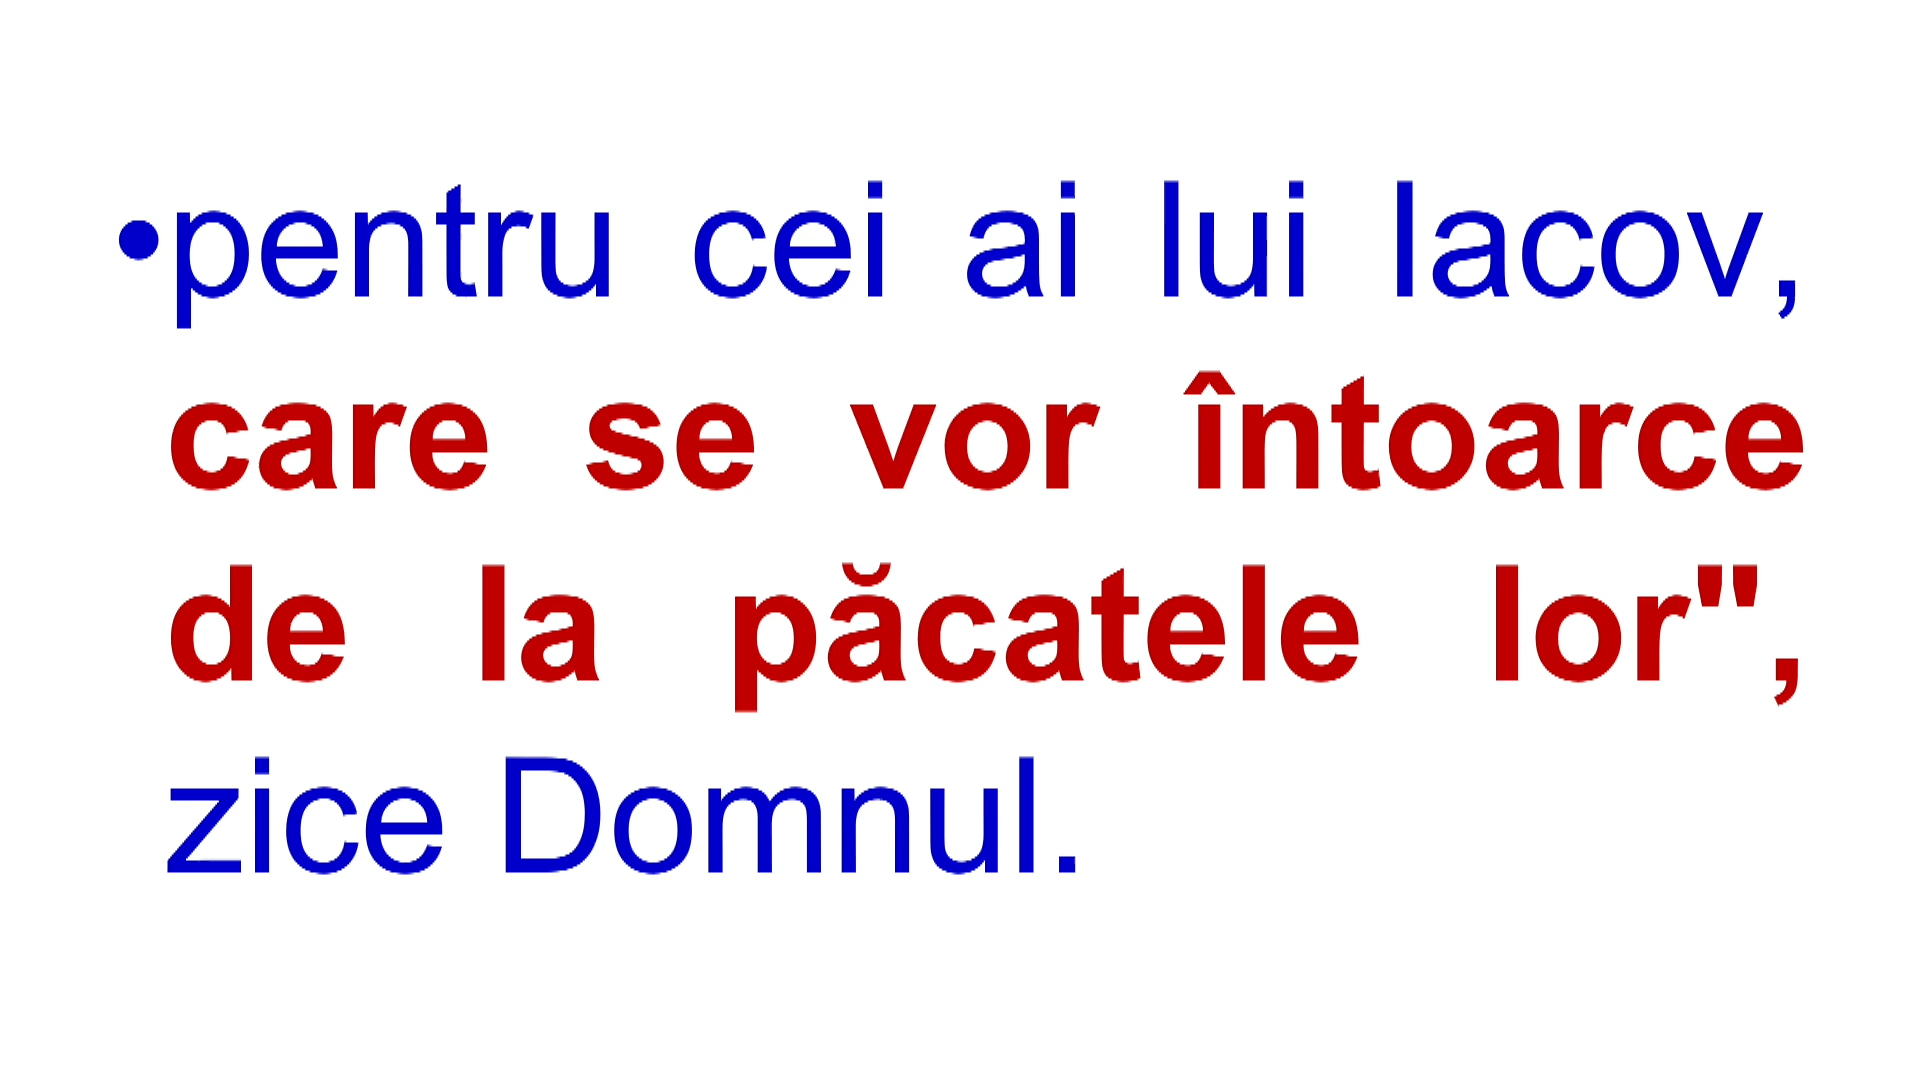 •pentru cei ai lui Iacov,
care se vor întoarce
de la păcatele lor",
zice Domnul.